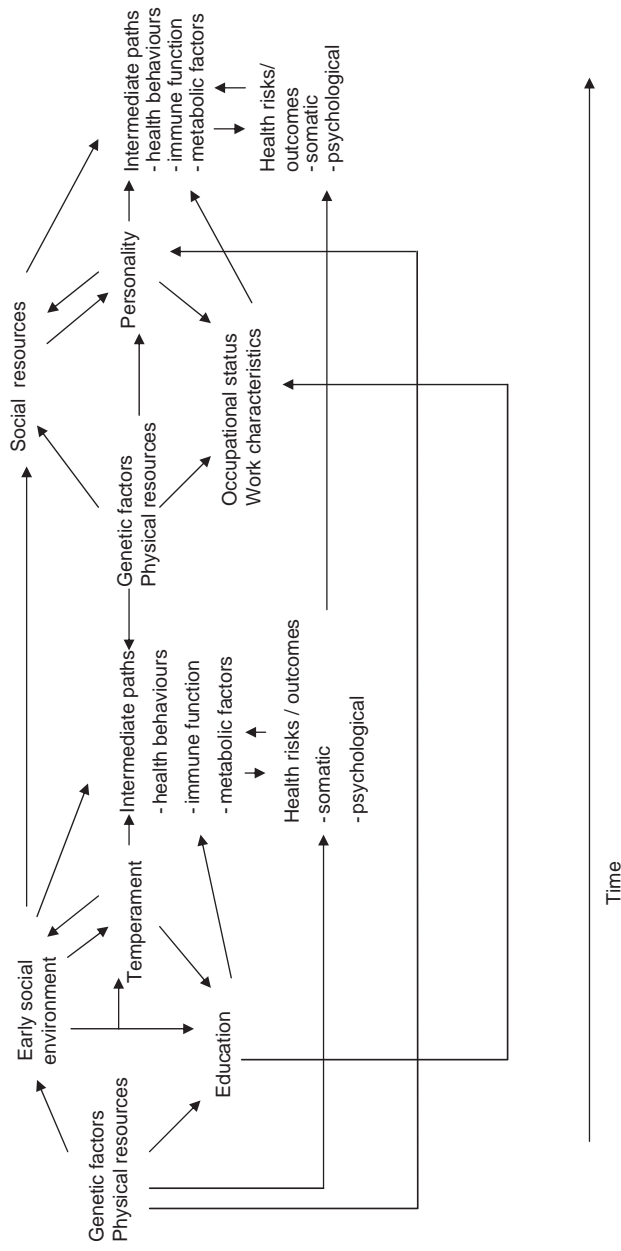 Genetic factors
Physical resources
Early social
environment
Education
Temperament
Intermediate paths
- health behaviours
- immune function
- metabolic factors
Health risks / outcomes
- somatic
- psychological
Genetic factors
Physical resources
Social resources
Personality
Occupational status
Work characteristics
Intermediate paths
- health behaviours
- immune function
- metabolic factors
Health risks/
outcomes
- somatic
- psychological
Time